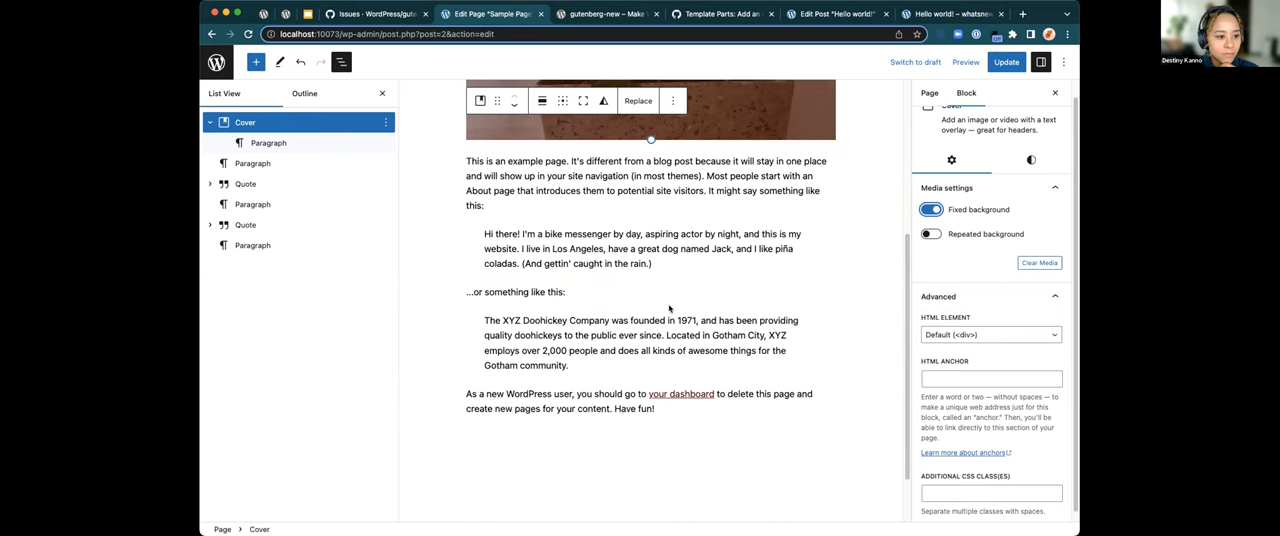 Issues · WordPress/gute
Edit Page "Sample Page"
gutenberg-new – Make
Template Parts: Add an
Edit Post "Hello world!"
Hello world! – whatsnew
localhost:10073/wp-admin/post.php?post=2&action=edit
Off
Destiny Kanno
Switch to draft
Preview
Update
List View
Outline
Cover
Paragraph
Paragraph
Quote
Paragraph
Quote
Paragraph
Replace
This is an example page. It's different from a blog post because it will stay in one place
and will show up in your site navigation (in most themes). Most people start with an
About page that introduces them to potential site visitors. It might say something like
this:
Hi there! I'm a bike messenger by day, aspiring actor by night, and this is my
website. I live in Los Angeles, have a great dog named Jack, and I like piña
coladas. (And gettin' caught in the rain.)
...or something like this:
The XYZ Doohickey Company was founded in 1971, and has been providing
quality doohickeys to the public ever since. Located in Gotham City, XYZ
employs over 2,000 people and does all kinds of awesome things for the
Gotham community.
As a new WordPress user, you should go to your dashboard to delete this page and
create new pages for your content. Have fun!
Page
Block
Cover
Add an image or video with a text
overlay — great for headers.
Media settings
Fixed background
Repeated background
Clear Media
Advanced
HTML ELEMENT
Default (<div>)
HTML ANCHOR
Enter a word or two — without spaces — to
make a unique web address just for this
block, called an "anchor." Then, you'll be
able to link directly to this section of your
page.
Learn more about anchors
ADDITIONAL CSS CLASS(ES)
Separate multiple classes with spaces.
Page > Cover